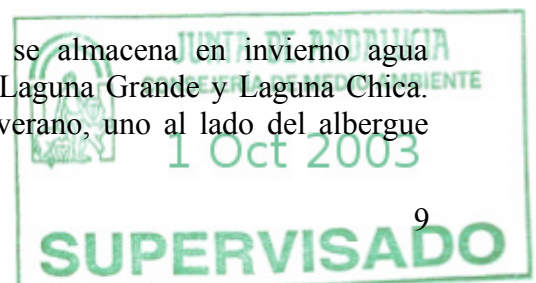 se almacena en invierno agua
JUNTA DE ANDALUCIA
CONSEJERIA DE MEDIO AMBIENTE
Laguna Grande y Laguna Chica.
verano, uno al lado del albergue
1 Oct 2003
9
SUPERVISADO